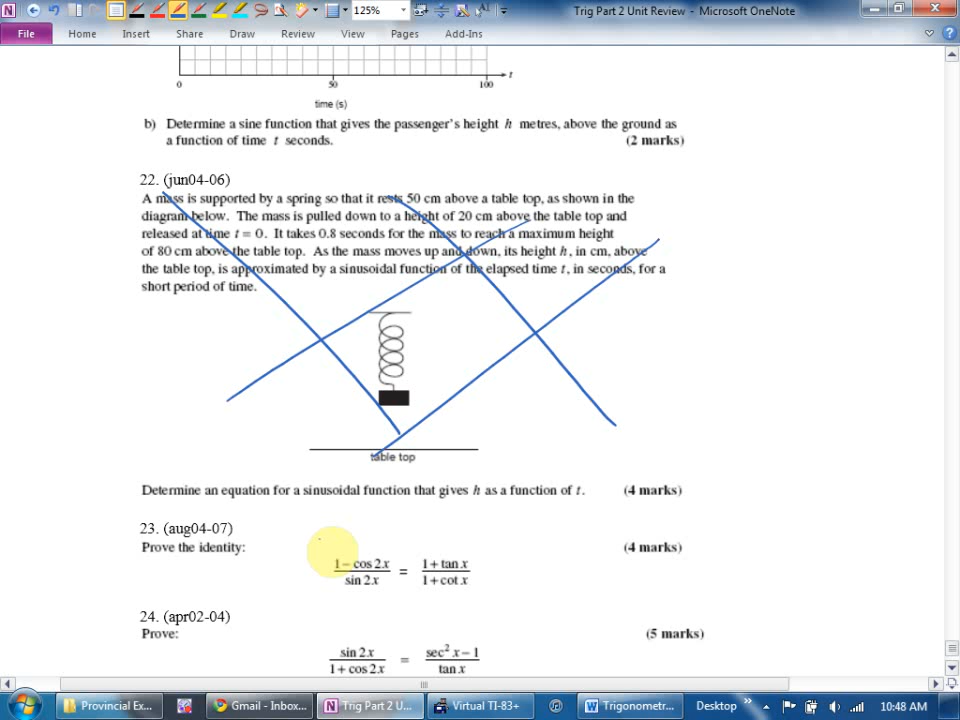 125%
Trig Part 2 Unit Review - Microsoft OneNote
File Home Insert Share Draw Review View Pages Add-Ins
0 50 100 t
time (s)
b) Determine a sine function that gives the passenger's height h metres, above the ground as
a function of time t seconds. (2 marks)
22. (jun04-06)
A mass is supported by a spring so that it rests 50 cm above a table top, as shown in the
diagram below. The mass is pulled down to a height of 20 cm above the table top and
released at time t = 0. It takes 0.8 seconds for the mass to reach a maximum height
of 80 cm above the table top. As the mass moves up and down, its height h, in cm, above
the table top, is approximated by a sinusoidal function of the elapsed time t, in seconds, for a
short period of time.
table top
Determine an equation for a sinusoidal function that gives h as a function of t. (4 marks)
23. (aug04-07)
Prove the identity: (4 marks)
1 − cos 2x / sin 2x = 1 + tan x / 1 + cot x
24. (apr02-04)
Prove: (5 marks)
sin 2x / 1 + cos 2x = sec² x − 1 / tan x
Provincial Ex... Gmail - Inbox... Trig Part 2 U... Virtual TI-83+ Trigonometr... Desktop » 10:48 AM